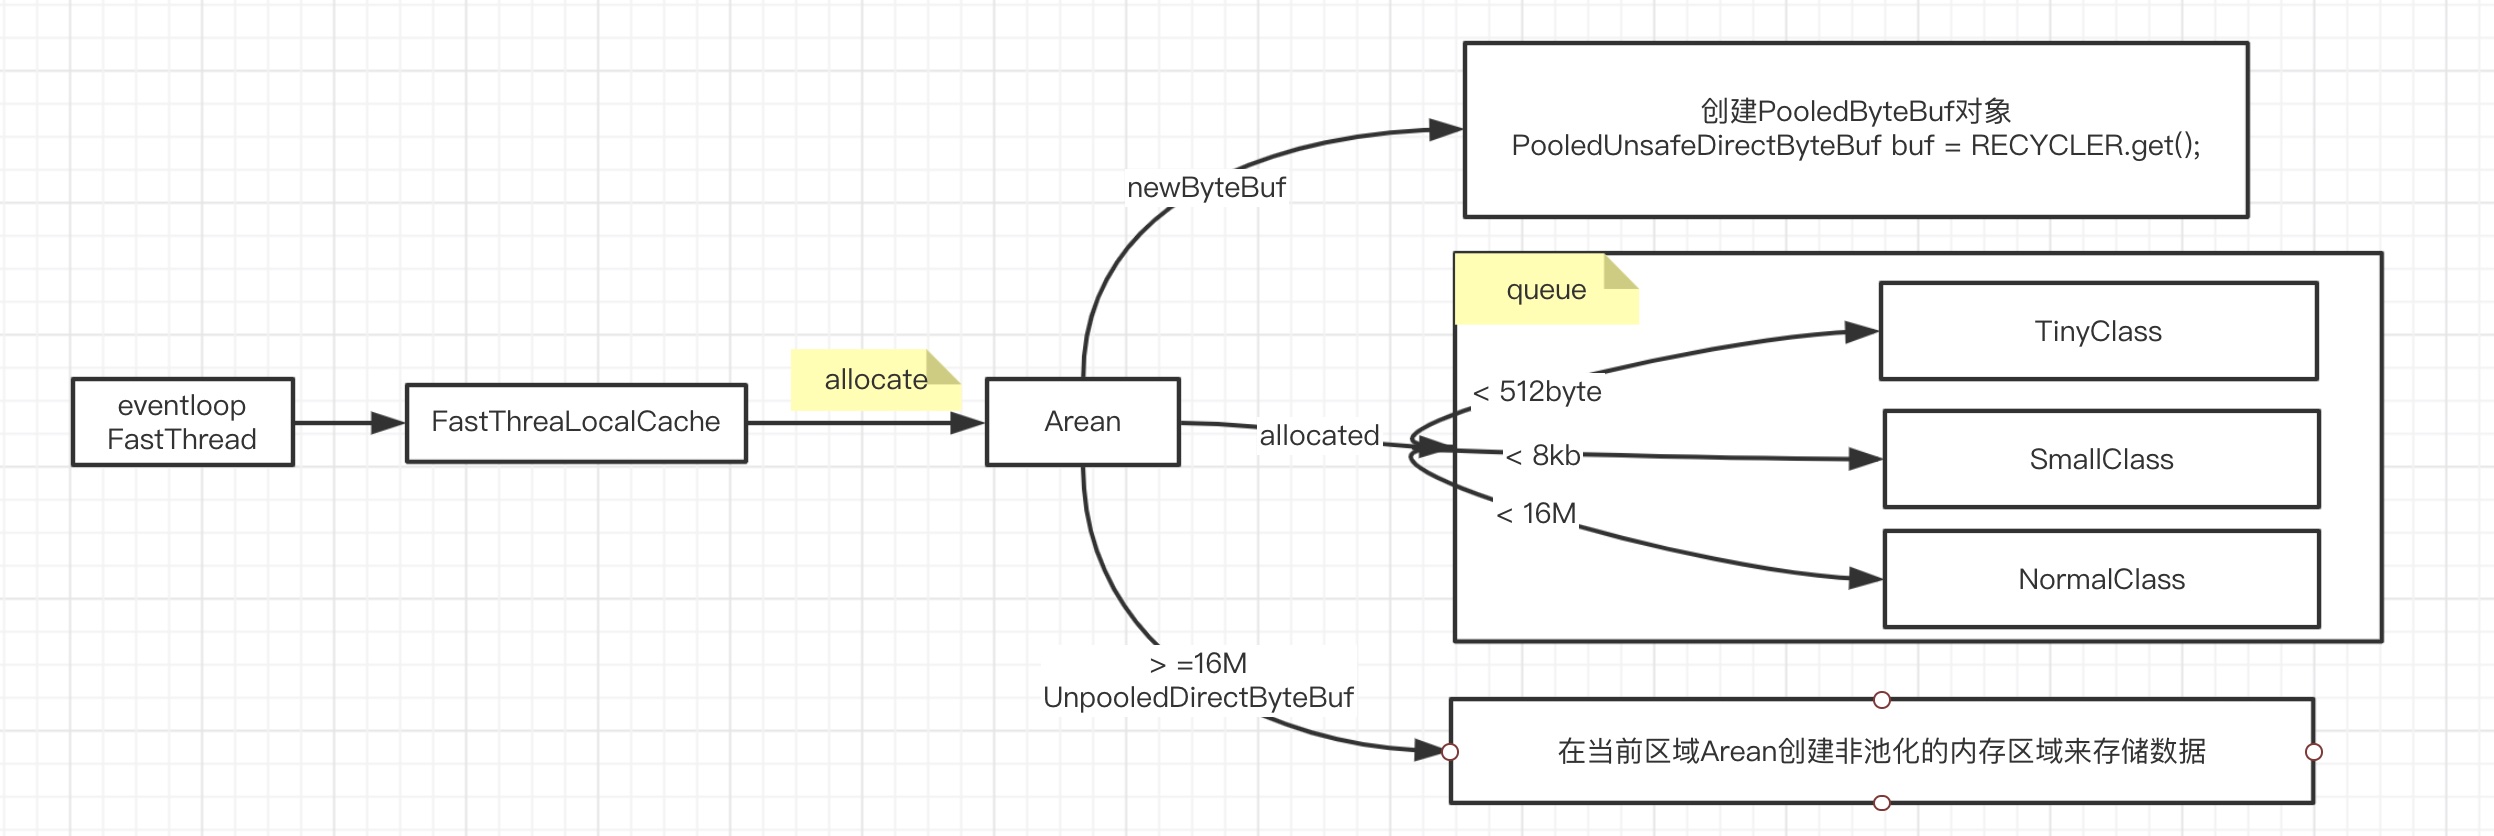 创建PooledByteBuf对象
PooledUnsafeDirectByteBuf buf = RECYCLER.get();
newByteBuf
queue
TinyClass
allocate
< 512byte
eventloop
FastThread
FastThreaLocalCache
Arean
allocated
< 8kb
SmallClass
< 16M
NormalClass
> =16M
UnpooledDirectByteBuf
在当前区域Arean创建非池化的内存区域来存储数据